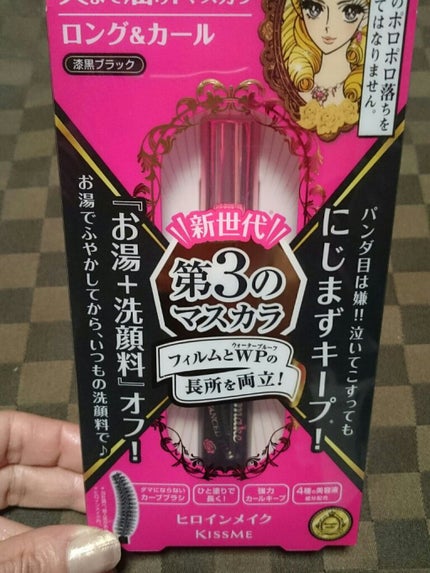 ロング&カール
漆黒ブラック
のポロポロ落ちを
てはなりません。
新世代
第3の
マスカラ
ウォータープルーフ
フィルムとWPの
長所を両立!
パンダ目は嫌!!泣いてこすっても
にじまずキープ!
『お湯+洗顔料』オフ!
お湯でふやかしてから、いつもの洗顔料で♪
ダマにならない
カーブブラシ
ひと塗りで
長く!
強力
カールキープ
4種の美容液
成分配合
ヒロインメイク
KISSME